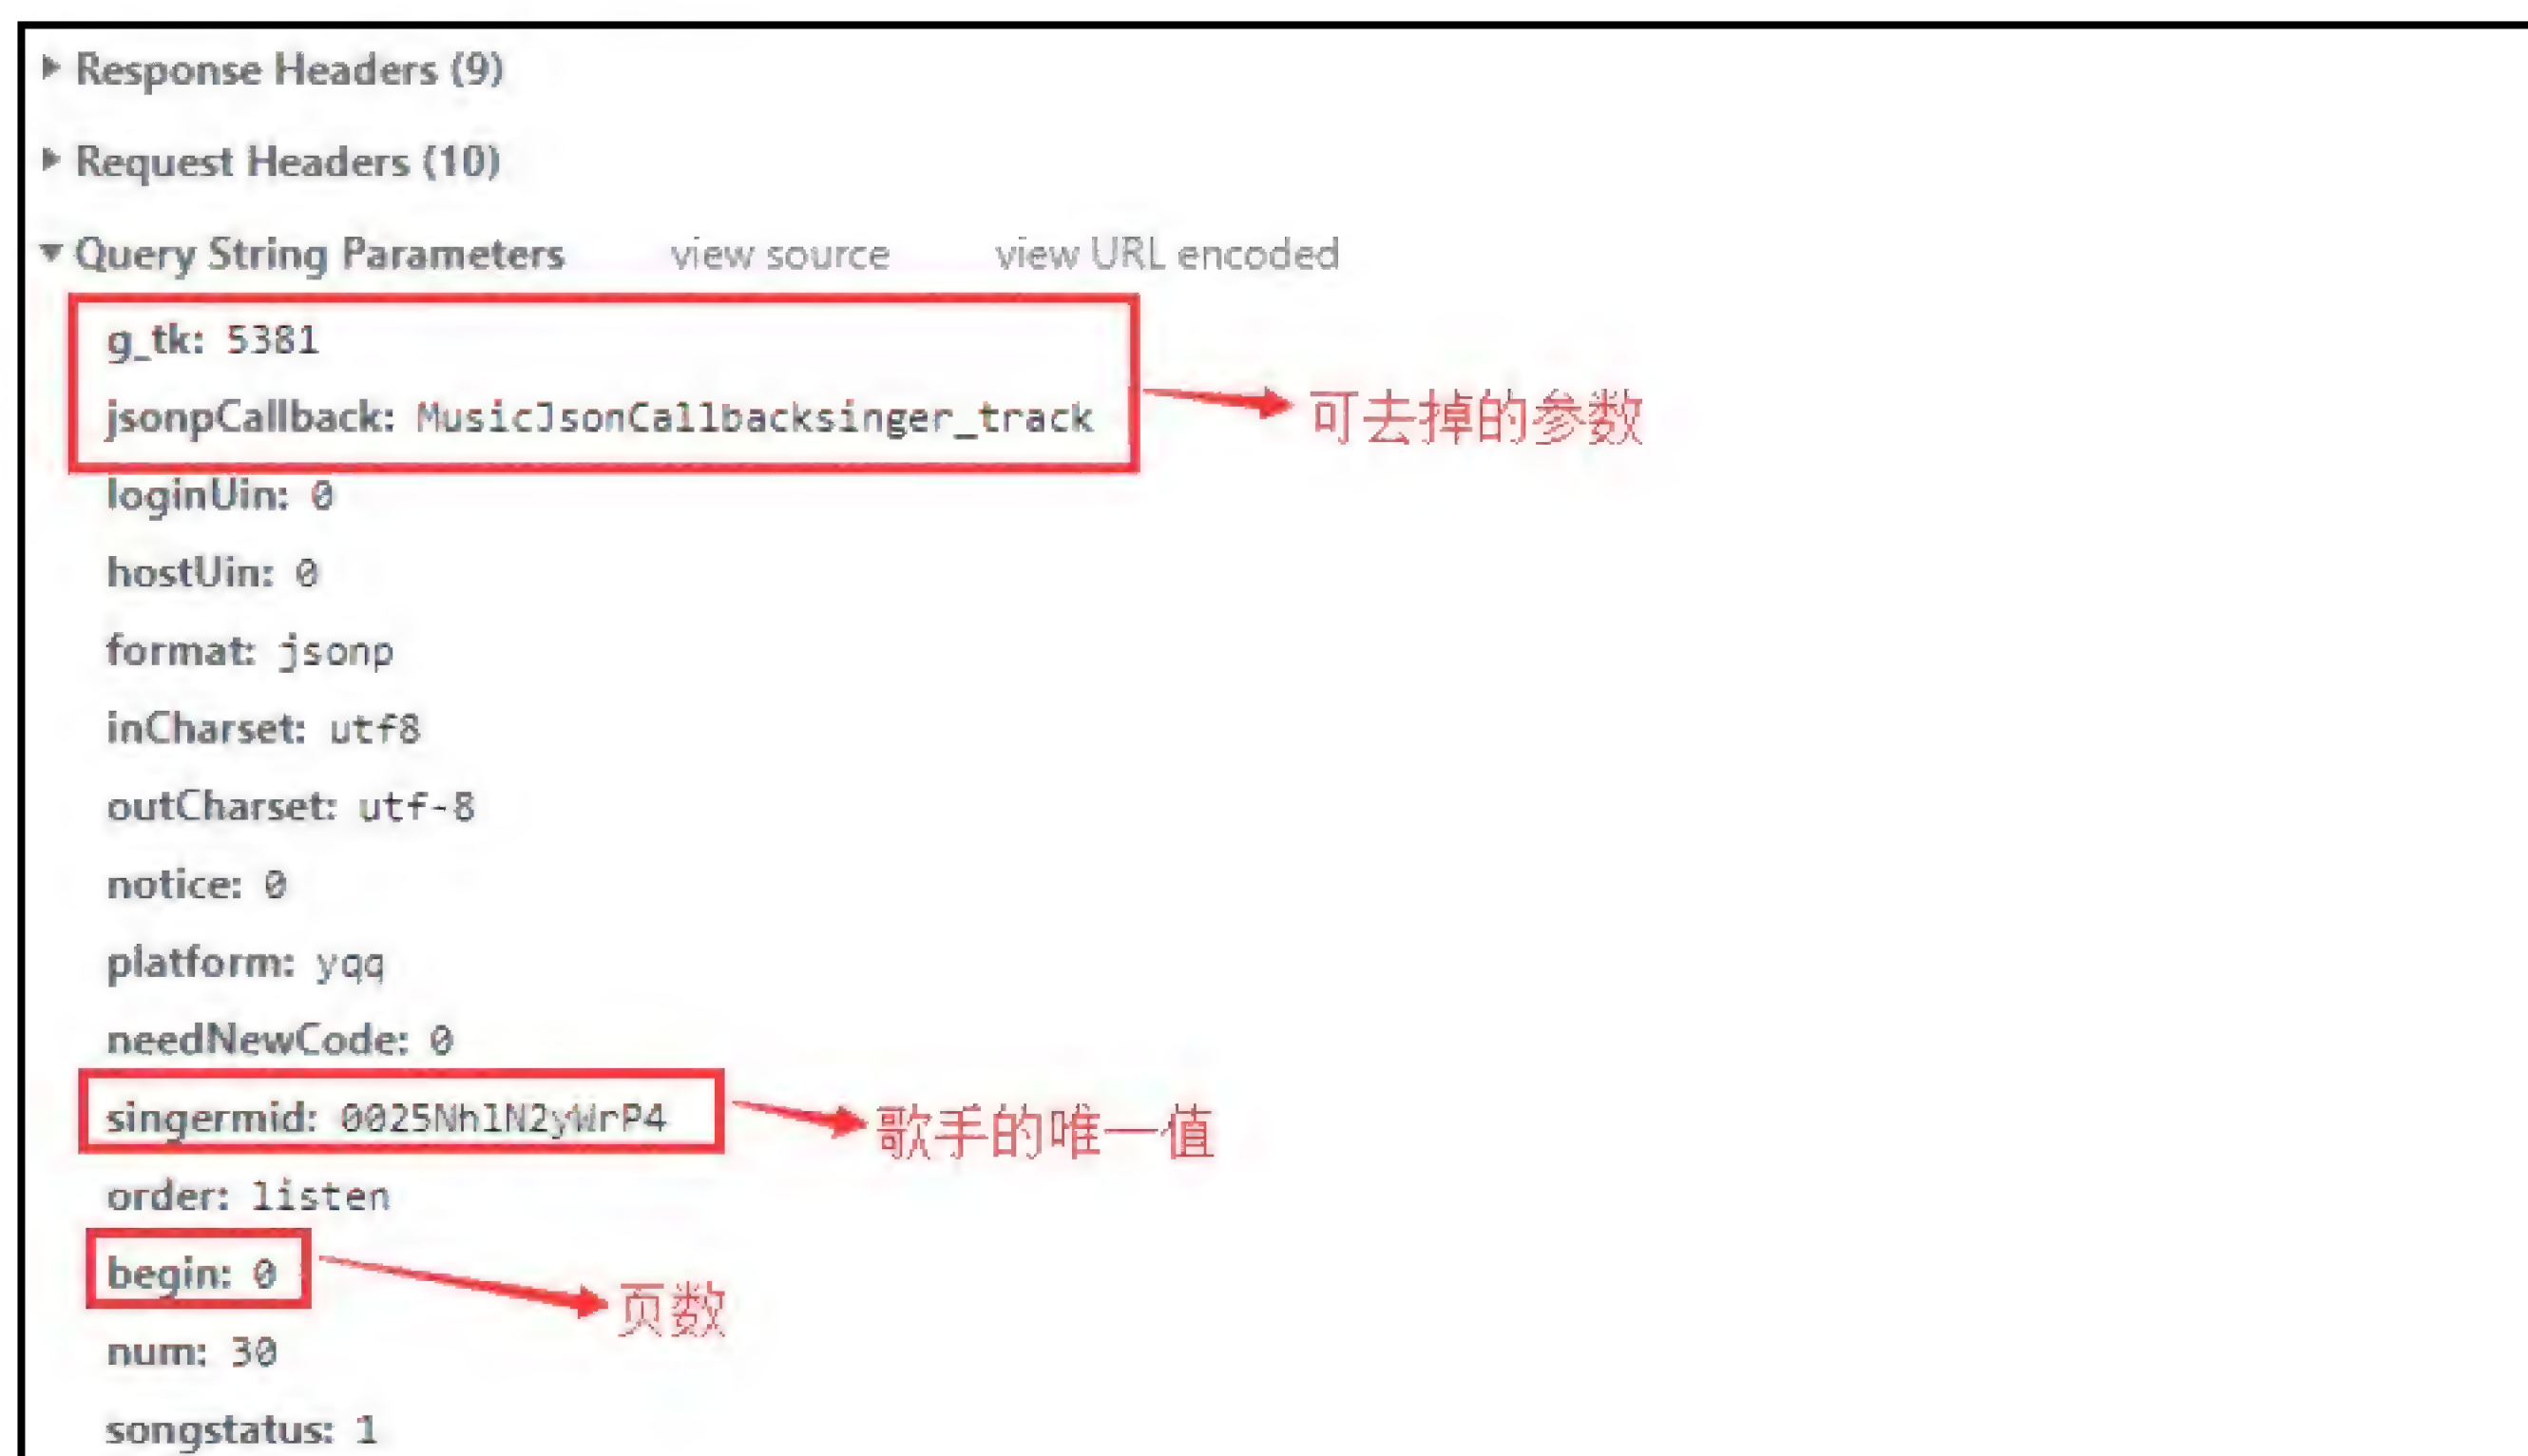 Response Headers (9)
Request Headers (10)
Query String Parameters view source view URL encoded
g_tk: 5381
jsonpCallback: MusicJsonCallbacksinger_track
可去掉的参数
loginUin: 0
hostUin: 0
format: jsonp
inCharset: utf8
outCharset: utf-8
notice: 0
platform: yqq
needNewCode: 0
singermid: 0025NhlN2yWrP4
歌手的唯一值
order: listen
begin: 0
页数
num: 30
songstatus: 1